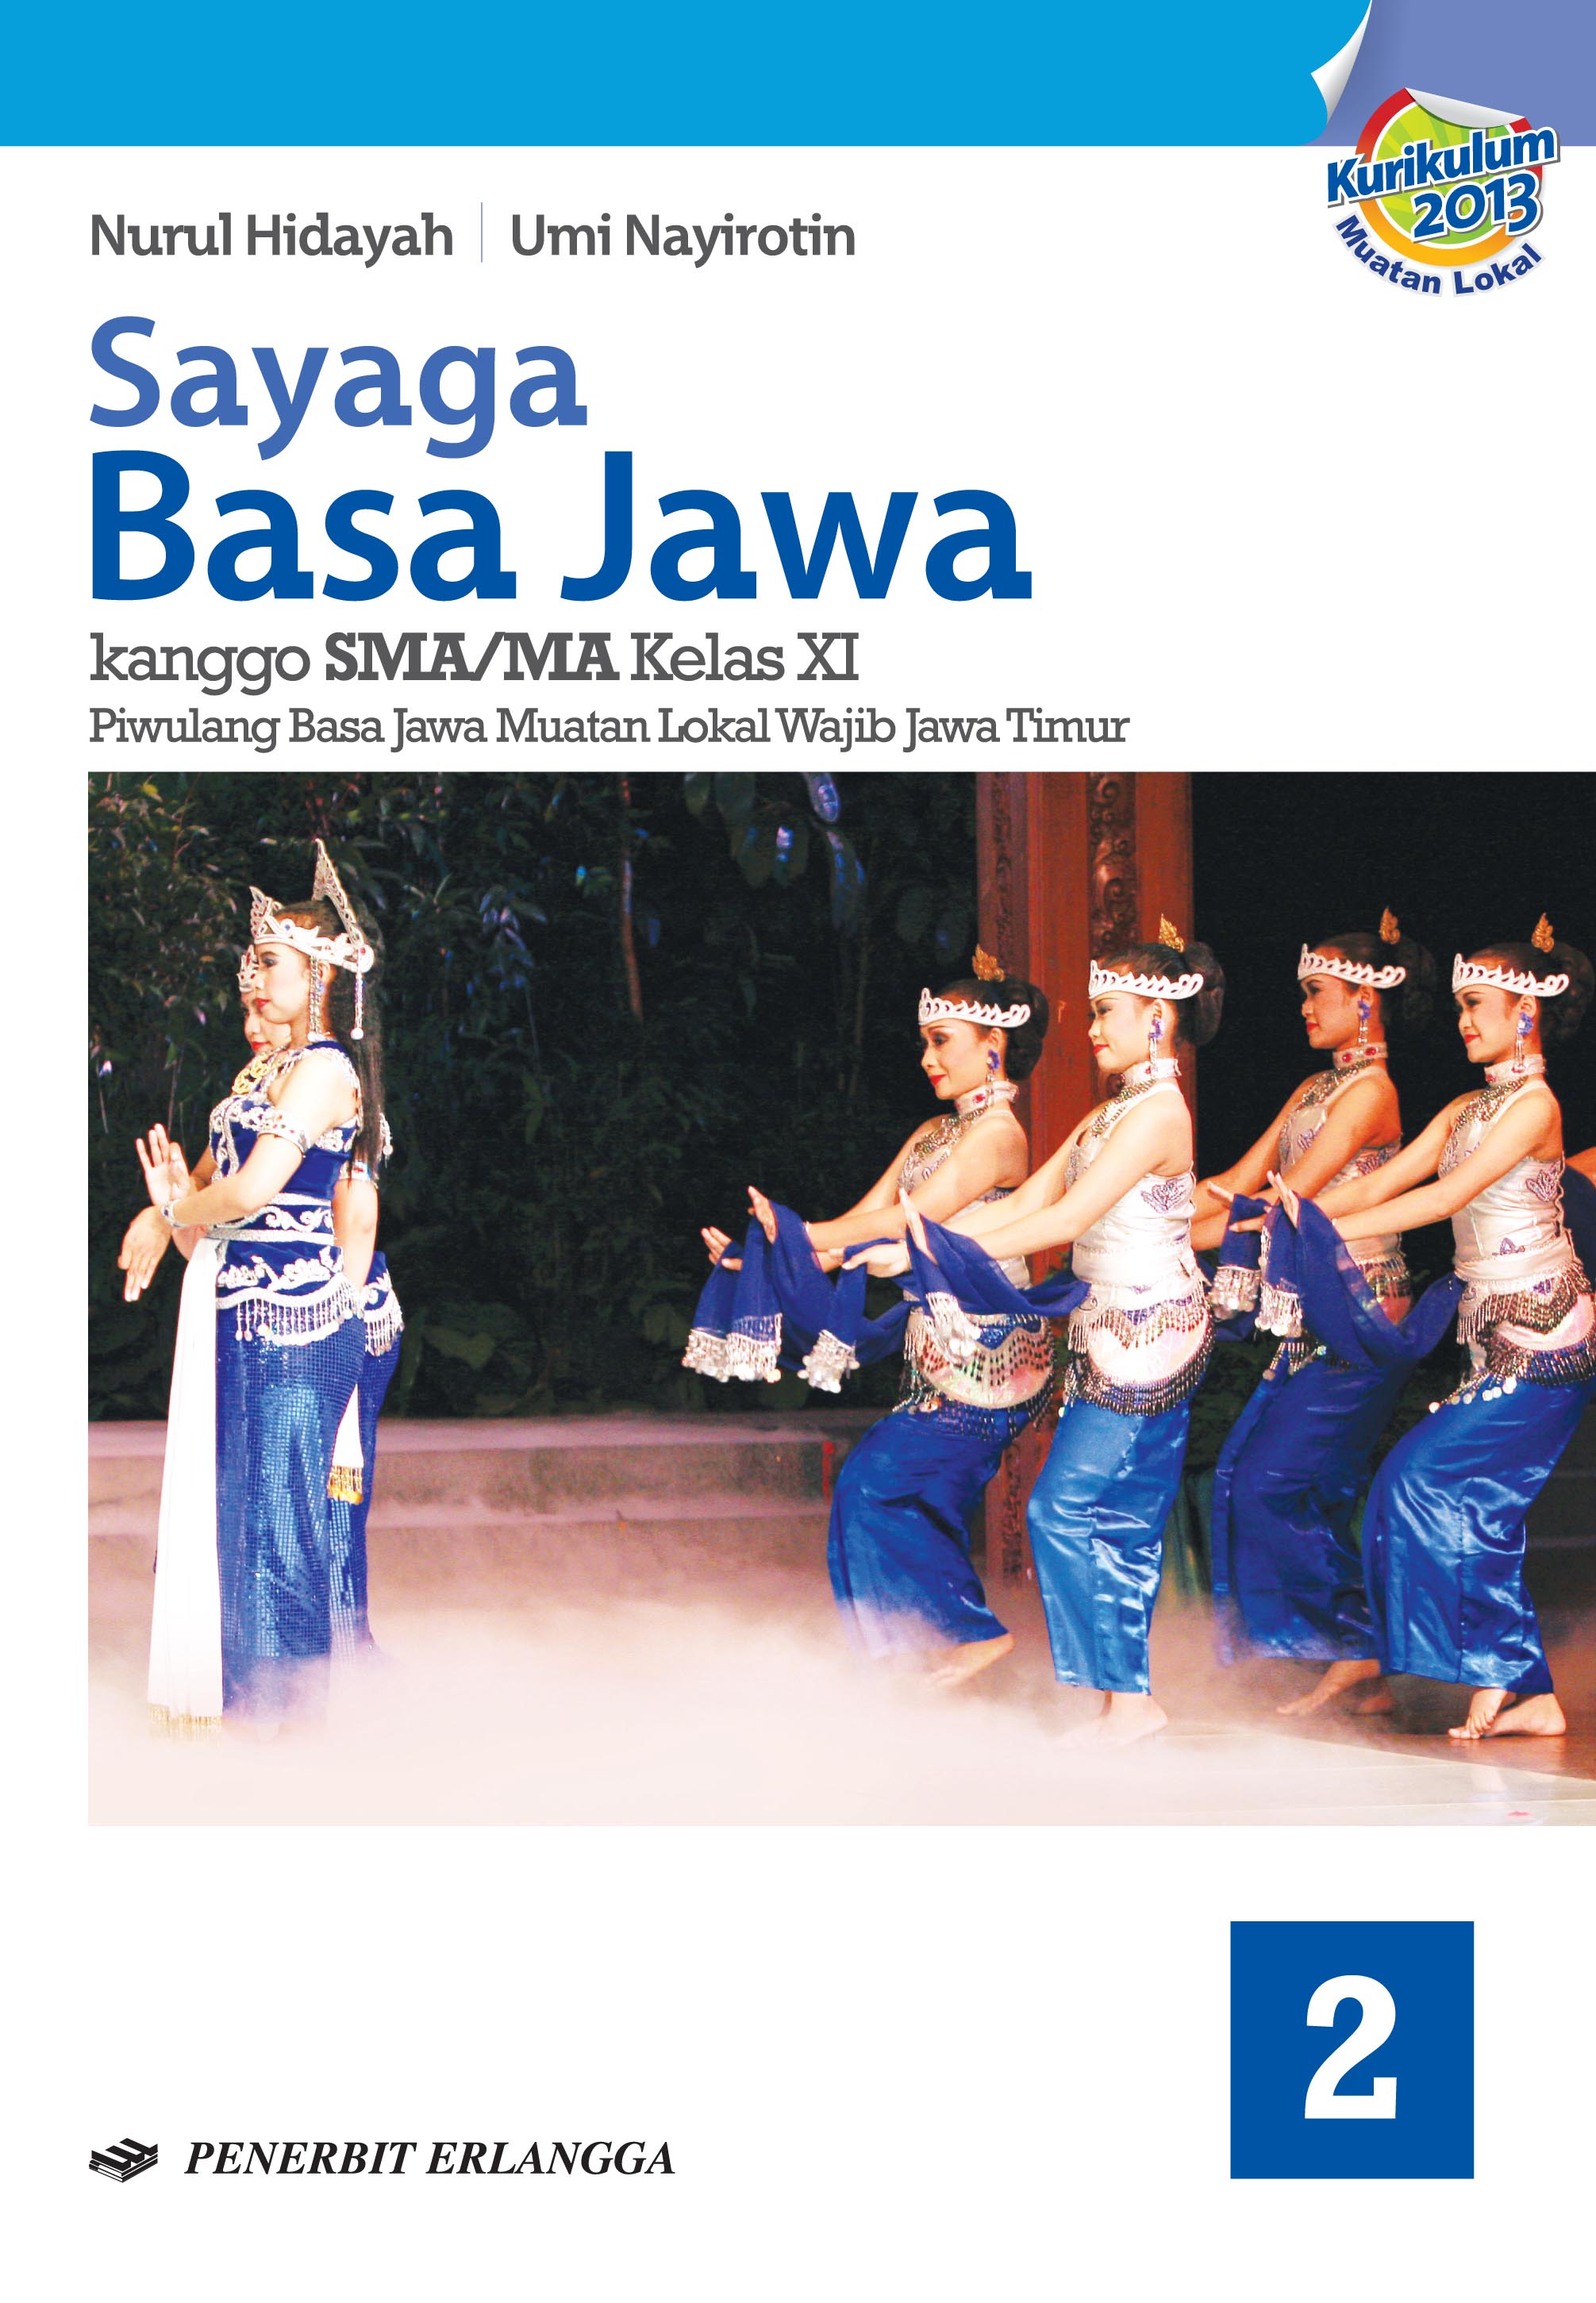 Kurikulum
2013
Muatan Lokal
Nurul Hidayah | Umi Nayirotin
Sayaga
Basa Jawa
kanggo SMA/MA Kelas XI
Piwulang Basa Jawa Muatan Lokal Wajib Jawa Timur
2
PENERBIT ERLANGGA